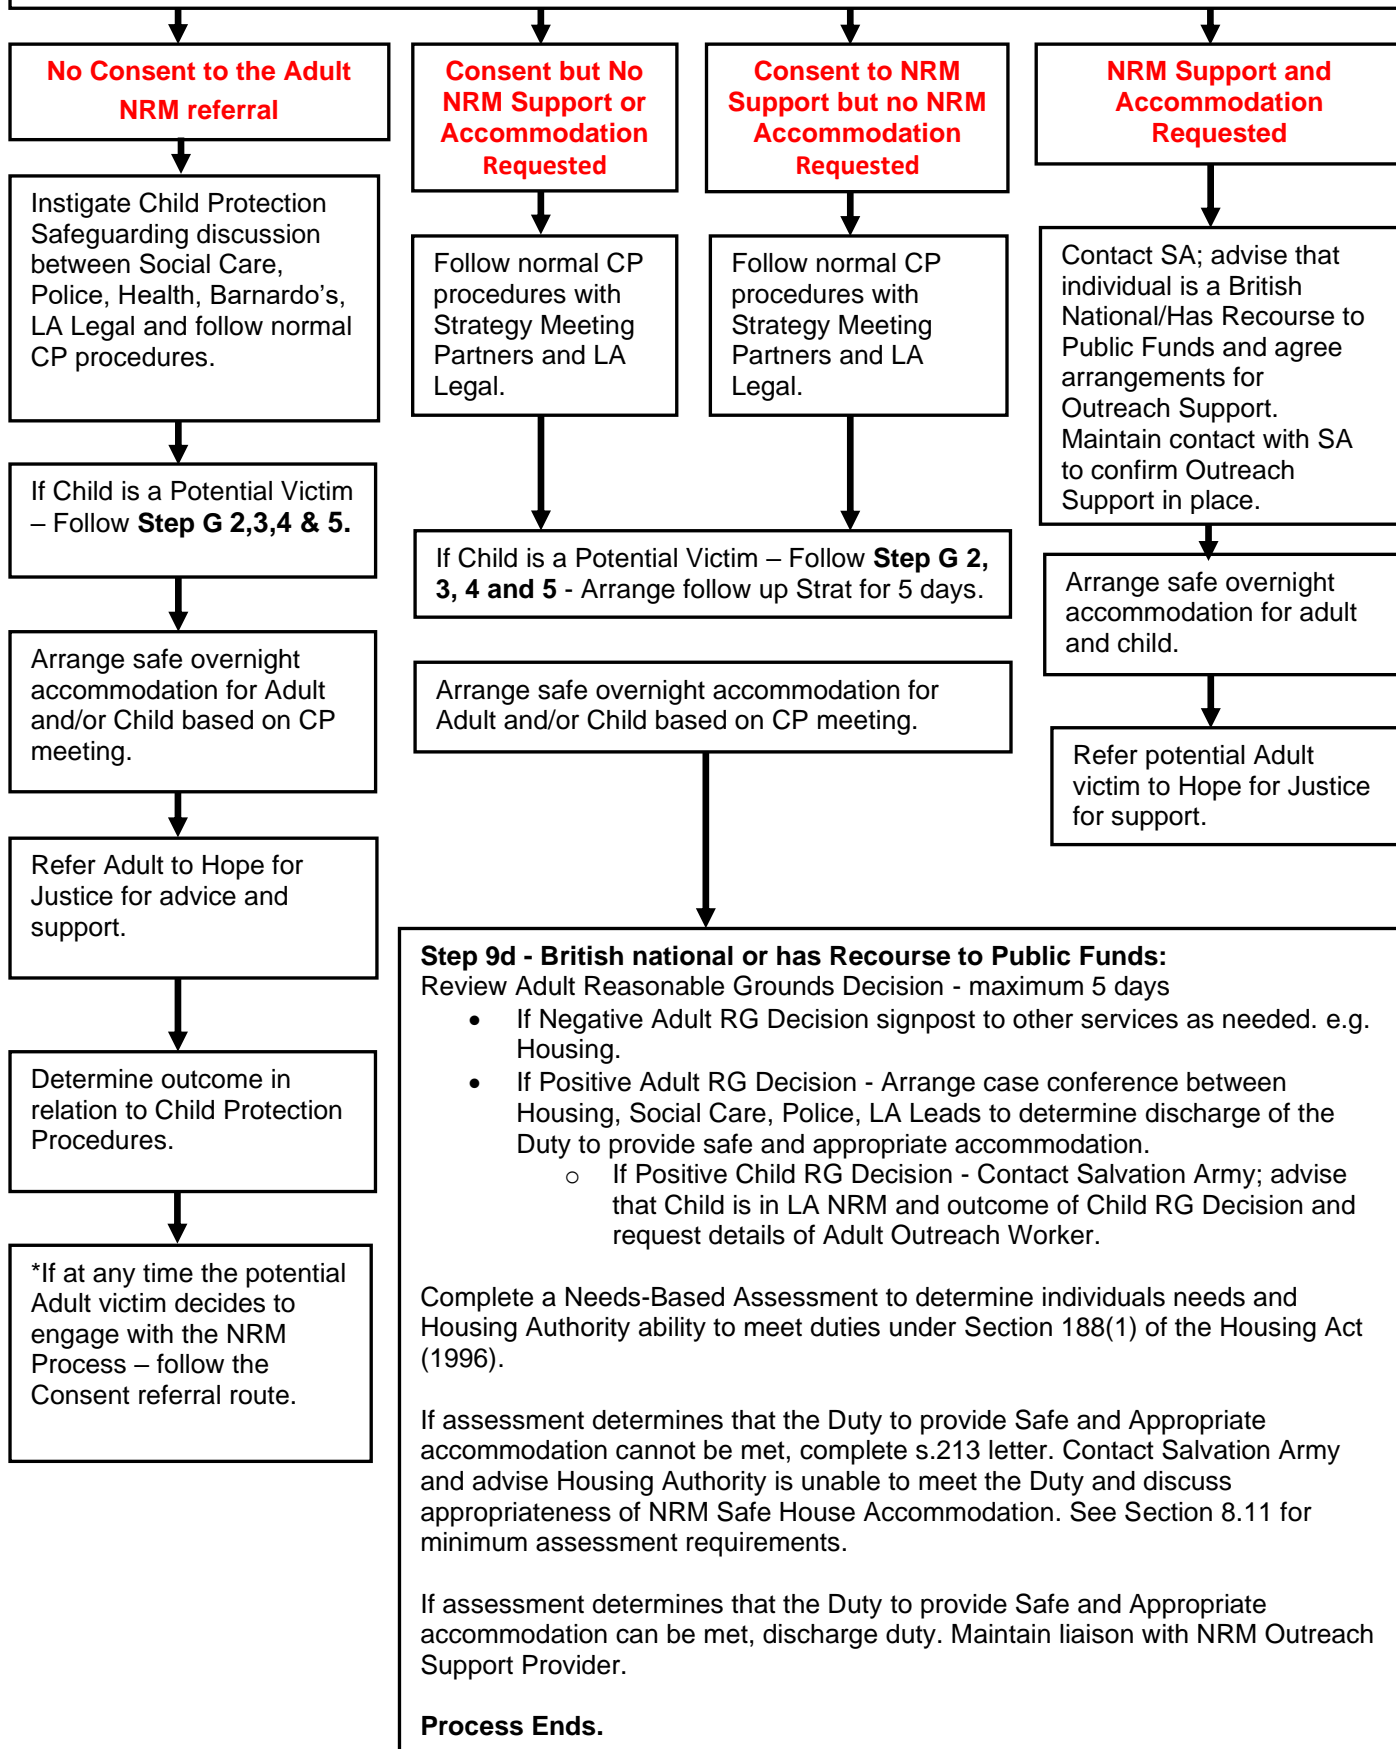 No Consent to the Adult
NRM referral
Instigate Child Protection
Safeguarding discussion
between Social Care,
Police, Health, Barnardo’s,
LA Legal and follow normal
CP procedures.
If Child is a Potential Victim
– Follow Step G 2,3,4 & 5.
Arrange safe overnight
accommodation for Adult
and/or Child based on CP
meeting.
Refer Adult to Hope for
Justice for advice and
support.
Determine outcome in
relation to Child Protection
Procedures.
*If at any time the potential
Adult victim decides to
engage with the NRM
Process – follow the
Consent referral route.
Consent but No
NRM Support or
Accommodation
Requested
Follow normal CP
procedures with
Strategy Meeting
Partners and LA
Legal.
Consent to NRM
Support but no NRM
Accommodation
Requested
Follow normal CP
procedures with
Strategy Meeting
Partners and LA
Legal.
If Child is a Potential Victim – Follow Step G 2,
3, 4 and 5 - Arrange follow up Strat for 5 days.
Arrange safe overnight accommodation for
Adult and/or Child based on CP meeting.
NRM Support and
Accommodation
Requested
Contact SA; advise that
individual is a British
National/Has Recourse to
Public Funds and agree
arrangements for
Outreach Support.
Maintain contact with SA
to confirm Outreach
Support in place.
Arrange safe overnight
accommodation for adult
and child.
Refer potential Adult
victim to Hope for Justice
for support.
Step 9d - British national or has Recourse to Public Funds:
Review Adult Reasonable Grounds Decision - maximum 5 days
• If Negative Adult RG Decision signpost to other services as needed. e.g.
Housing.
• If Positive Adult RG Decision - Arrange case conference between
Housing, Social Care, Police, LA Leads to determine discharge of the
Duty to provide safe and appropriate accommodation.
o If Positive Child RG Decision - Contact Salvation Army; advise
that Child is in LA NRM and outcome of Child RG Decision and
request details of Adult Outreach Worker.
Complete a Needs-Based Assessment to determine individuals needs and
Housing Authority ability to meet duties under Section 188(1) of the Housing Act
(1996).
If assessment determines that the Duty to provide Safe and Appropriate
accommodation cannot be met, complete s.213 letter. Contact Salvation Army
and advise Housing Authority is unable to meet the Duty and discuss
appropriateness of NRM Safe House Accommodation. See Section 8.11 for
minimum assessment requirements.
If assessment determines that the Duty to provide Safe and Appropriate
accommodation can be met, discharge duty. Maintain liaison with NRM Outreach
Support Provider.
Process Ends.